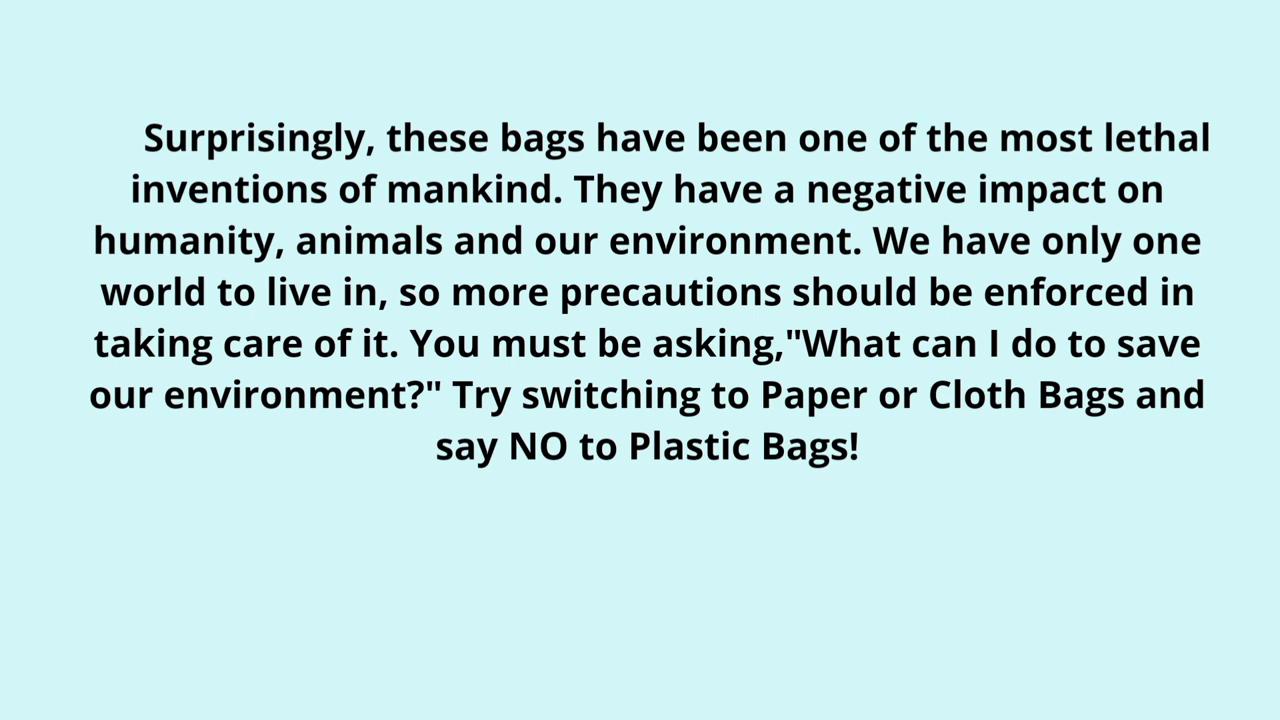 Surprisingly, these bags have been one of the most lethal
inventions of mankind. They have a negative impact on
humanity, animals and our environment. We have only one
world to live in, so more precautions should be enforced in
taking care of it. You must be asking,"What can I do to save
our environment?" Try switching to Paper or Cloth Bags and
say NO to Plastic Bags!